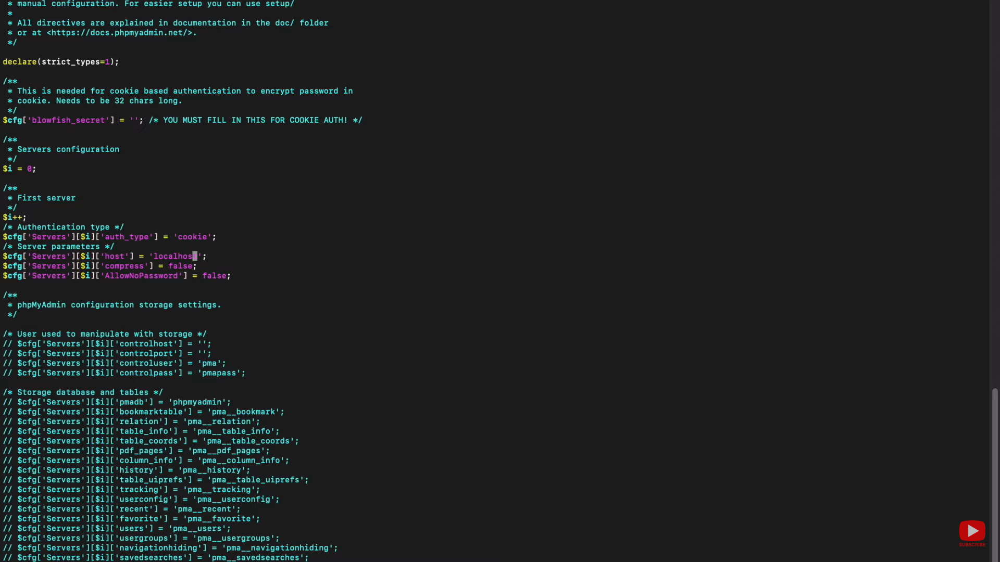 * manual configuration. For easier setup you can use setup/
 *
 * All directives are explained in documentation in the doc/ folder
 * or at <https://docs.phpmyadmin.net/>.
 */

declare(strict_types=1);

/**
 * This is needed for cookie based authentication to encrypt password in
 * cookie. Needs to be 32 chars long.
 */
$cfg['blowfish_secret'] = ''; /* YOU MUST FILL IN THIS FOR COOKIE AUTH! */

/**
 * Servers configuration
 */
$i = 0;

/**
 * First server
 */
$i++;
/* Authentication type */
$cfg['Servers'][$i]['auth_type'] = 'cookie';
/* Server parameters */
$cfg['Servers'][$i]['host'] = 'localhost';
$cfg['Servers'][$i]['compress'] = false;
$cfg['Servers'][$i]['AllowNoPassword'] = false;

/**
 * phpMyAdmin configuration storage settings.
 */

/* User used to manipulate with storage */
// $cfg['Servers'][$i]['controlhost'] = '';
// $cfg['Servers'][$i]['controlport'] = '';
// $cfg['Servers'][$i]['controluser'] = 'pma';
// $cfg['Servers'][$i]['controlpass'] = 'pmapass';

/* Storage database and tables */
// $cfg['Servers'][$i]['pmadb'] = 'phpmyadmin';
// $cfg['Servers'][$i]['bookmarktable'] = 'pma__bookmark';
// $cfg['Servers'][$i]['relation'] = 'pma__relation';
// $cfg['Servers'][$i]['table_info'] = 'pma__table_info';
// $cfg['Servers'][$i]['table_coords'] = 'pma__table_coords';
// $cfg['Servers'][$i]['pdf_pages'] = 'pma__pdf_pages';
// $cfg['Servers'][$i]['column_info'] = 'pma__column_info';
// $cfg['Servers'][$i]['history'] = 'pma__history';
// $cfg['Servers'][$i]['table_uiprefs'] = 'pma__table_uiprefs';
// $cfg['Servers'][$i]['tracking'] = 'pma__tracking';
// $cfg['Servers'][$i]['userconfig'] = 'pma__userconfig';
// $cfg['Servers'][$i]['recent'] = 'pma__recent';
// $cfg['Servers'][$i]['favorite'] = 'pma__favorite';
// $cfg['Servers'][$i]['users'] = 'pma__users';
// $cfg['Servers'][$i]['usergroups'] = 'pma__usergroups';
// $cfg['Servers'][$i]['navigationhiding'] = 'pma__navigationhiding';
// $cfg['Servers'][$i]['savedsearches'] = 'pma__savedsearches';
SUBSCRIBE